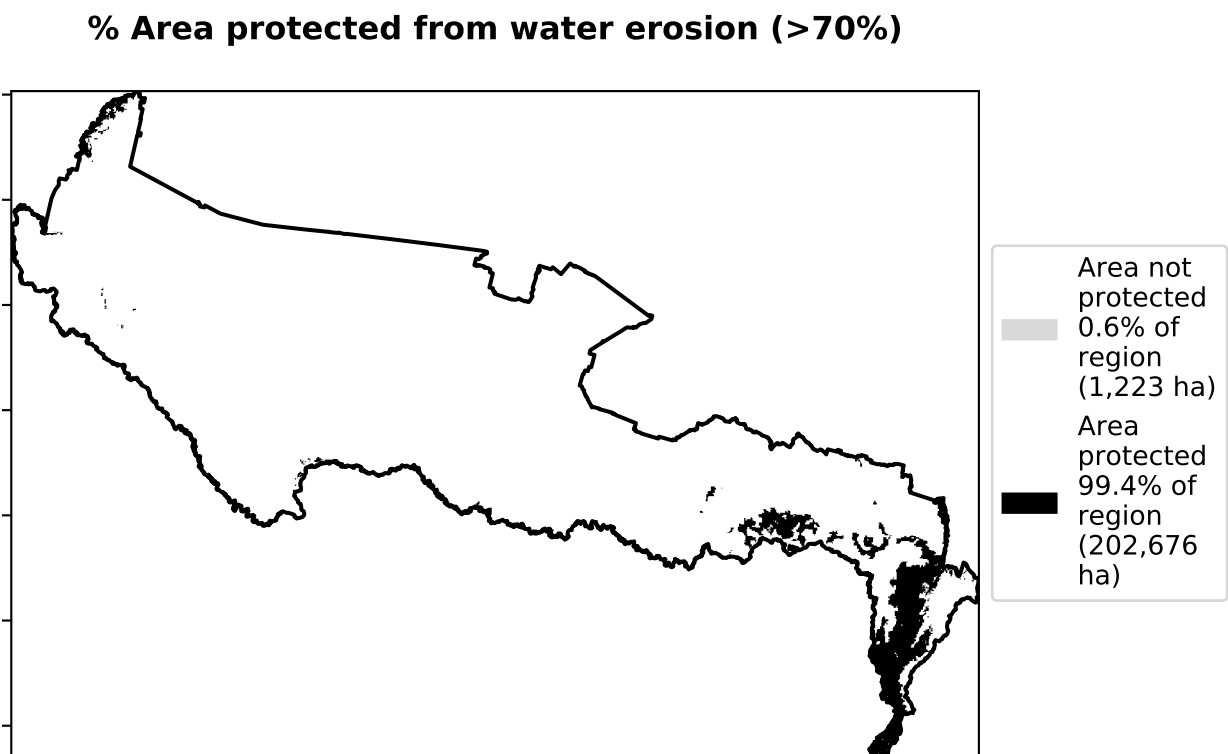 % Area protected from water erosion (>70%)
Area not
protected
0.6% of
region
(1,223 ha)
Area
protected
99.4% of
region
(202,676
ha)